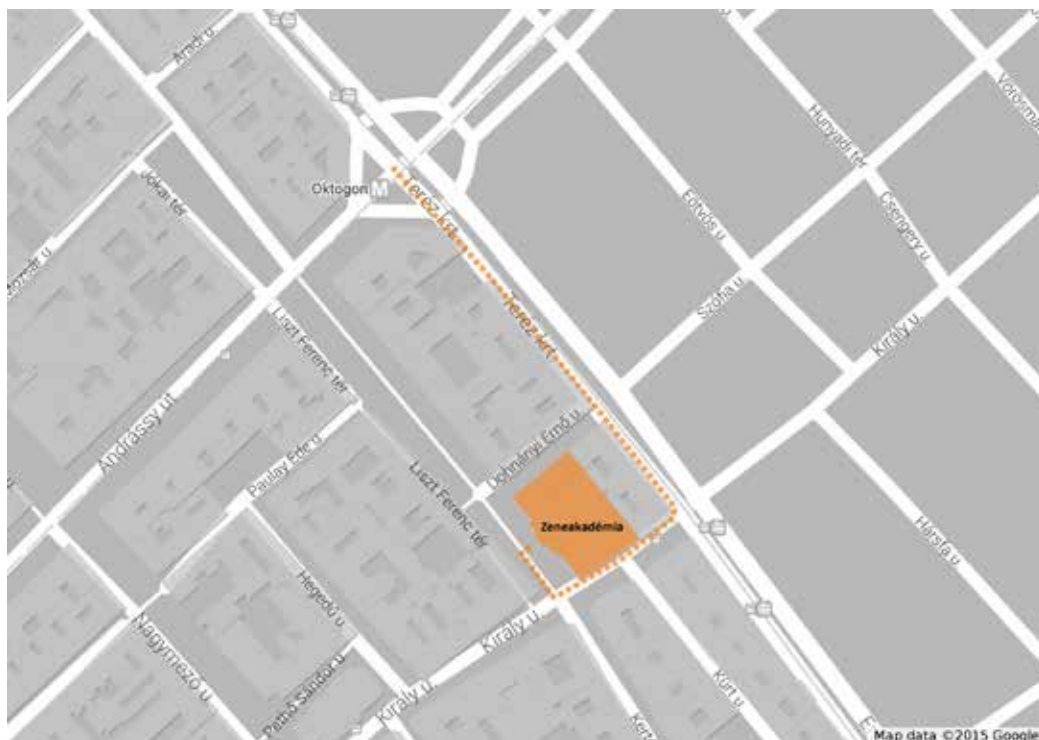 Aradi u.
Hunyadi tér
Jókai tér
Oktogon
M
Teréz krt.
Eötvös u.
Csengery u.
Szófia u.
Király u.
Liszt Ferenc tér
Teréz krt.
Andrássy út
Paulay Ede u.
Dohnányi Ernő u.
Liszt Ferenc tér
Zeneakadémia
Hársfa u.
Hegedű u.
Király u.
Nagymező u.
Pethő Sándor u.
Király u.
Kürt u.
Map data ©2015 Google